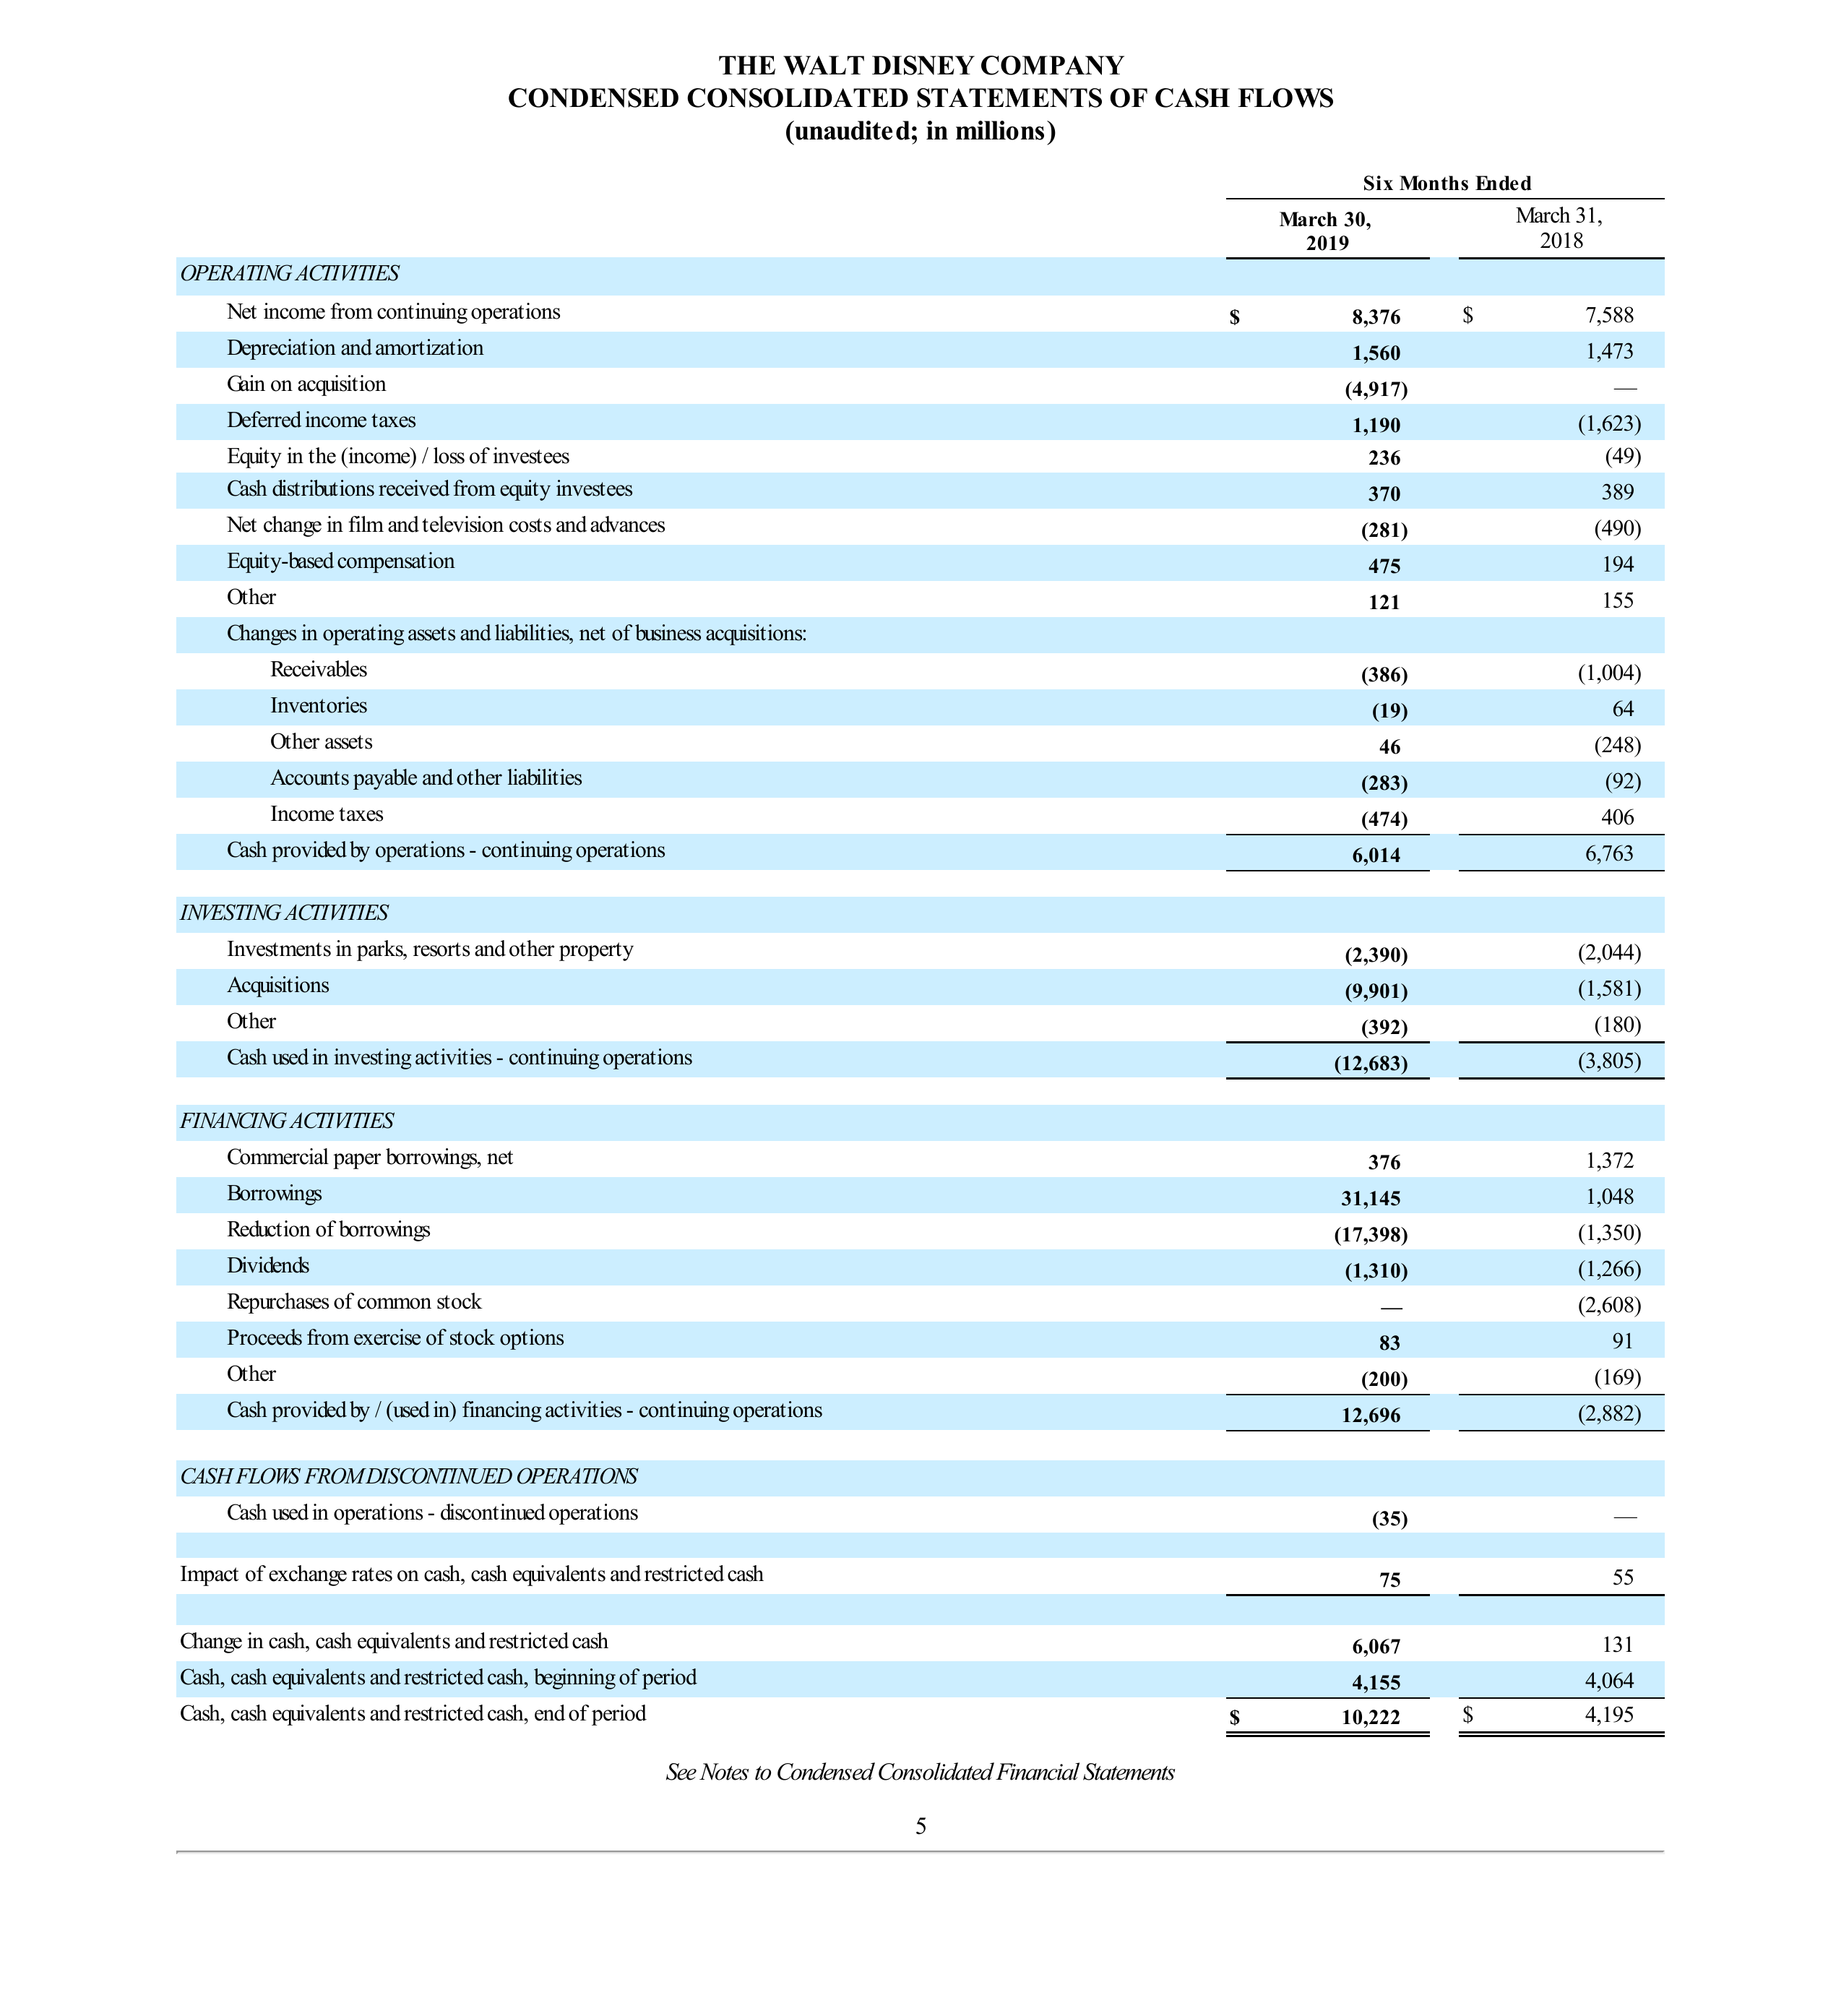 THE WALT DISNEY COMPANY
CONDENSED CONSOLIDATED STATEMENTS OF CASH FLOWS
(unaudited; in millions)
Six Months Ended
March 30, 2019 March 31, 2018
OPERATING ACTIVITIES
Net income from continuing operations $ 8,376 $ 7,588
Depreciation and amortization 1,560 1,473
Gain on acquisition (4,917) —
Deferred income taxes 1,190 (1,623)
Equity in the (income) / loss of investees 236 (49)
Cash distributions received from equity investees 370 389
Net change in film and television costs and advances (281) (490)
Equity-based compensation 475 194
Other 121 155
Changes in operating assets and liabilities, net of business acquisitions:
Receivables (386) (1,004)
Inventories (19) 64
Other assets 46 (248)
Accounts payable and other liabilities (283) (92)
Income taxes (474) 406
Cash provided by operations - continuing operations 6,014 6,763
INVESTING ACTIVITIES
Investments in parks, resorts and other property (2,390) (2,044)
Acquisitions (9,901) (1,581)
Other (392) (180)
Cash used in investing activities - continuing operations (12,683) (3,805)
FINANCING ACTIVITIES
Commercial paper borrowings, net 376 1,372
Borrowings 31,145 1,048
Reduction of borrowings (17,398) (1,350)
Dividends (1,310) (1,266)
Repurchases of common stock — (2,608)
Proceeds from exercise of stock options 83 91
Other (200) (169)
Cash provided by / (used in) financing activities - continuing operations 12,696 (2,882)
CASH FLOWS FROM DISCONTINUED OPERATIONS
Cash used in operations - discontinued operations (35) —
Impact of exchange rates on cash, cash equivalents and restricted cash 75 55
Change in cash, cash equivalents and restricted cash 6,067 131
Cash, cash equivalents and restricted cash, beginning of period 4,155 4,064
Cash, cash equivalents and restricted cash, end of period $ 10,222 $ 4,195
See Notes to Condensed Consolidated Financial Statements
5